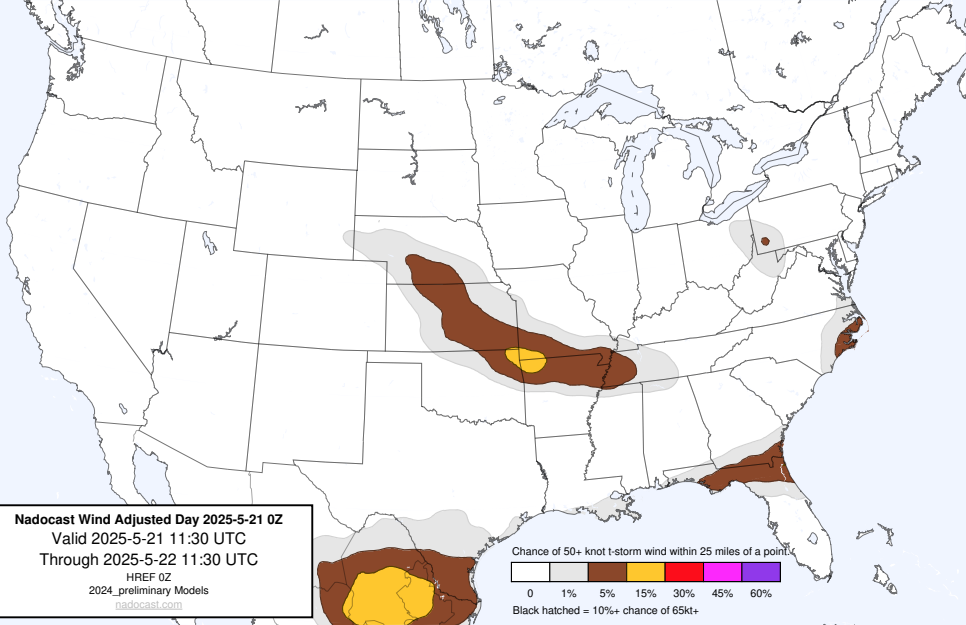 Nadocast Wind Adjusted Day 2025-5-21 0Z
Valid 2025-5-21 11:30 UTC
Through 2025-5-22 11:30 UTC
HREF 0Z
2024_preliminary Models
nadocast.com
Chance of 50+ knot t-storm wind within 25 miles of a point.
0 1% 5% 15% 30% 45% 60%
Black hatched = 10%+ chance of 65kt+